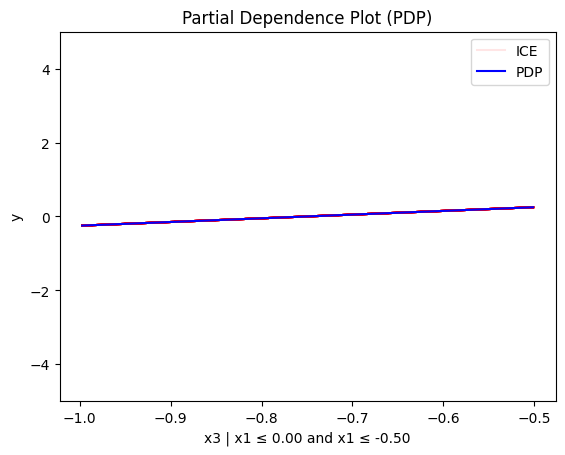 Partial Dependence Plot (PDP)
ICE
PDP
y
4
2
0
−2
−4
−1.0
−0.9
−0.8
−0.7
−0.6
−0.5
x3 | x1 ≤ 0.00 and x1 ≤ -0.50